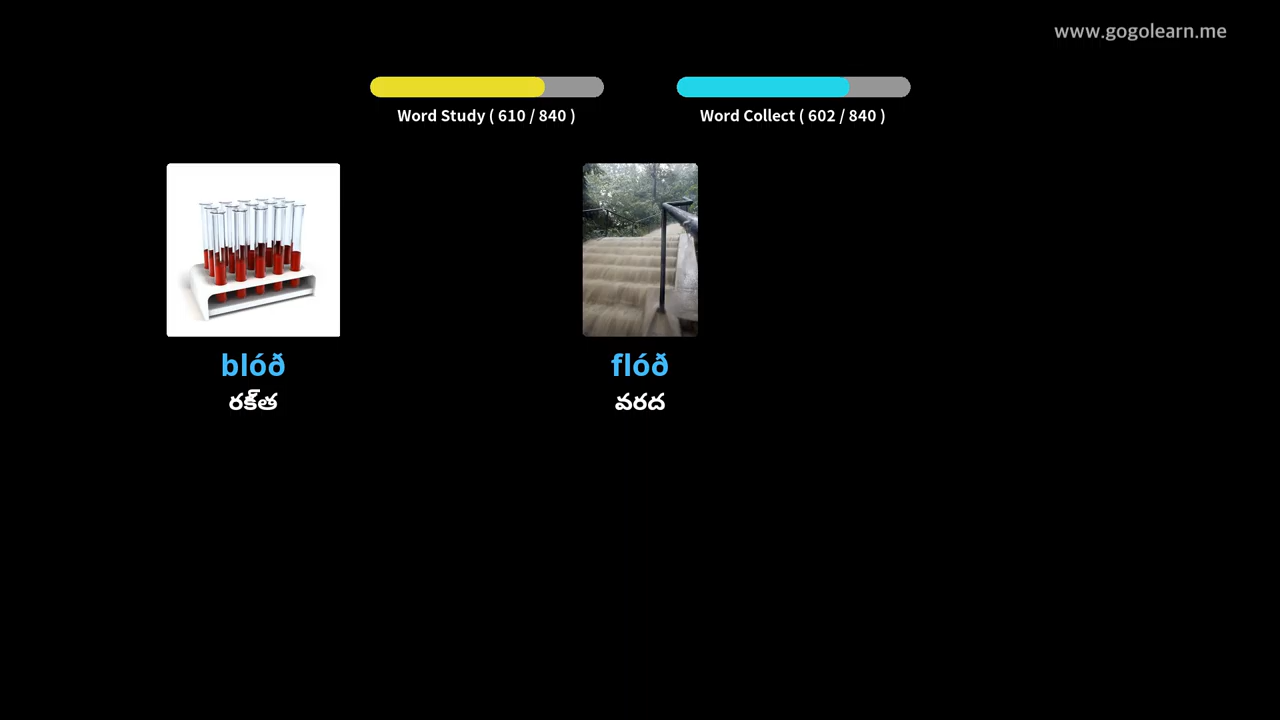 www.gogolearn.me
Word Study ( 610 / 840 )
Word Collect ( 602 / 840 )
blóð
flóð
రక్‌త
వరద